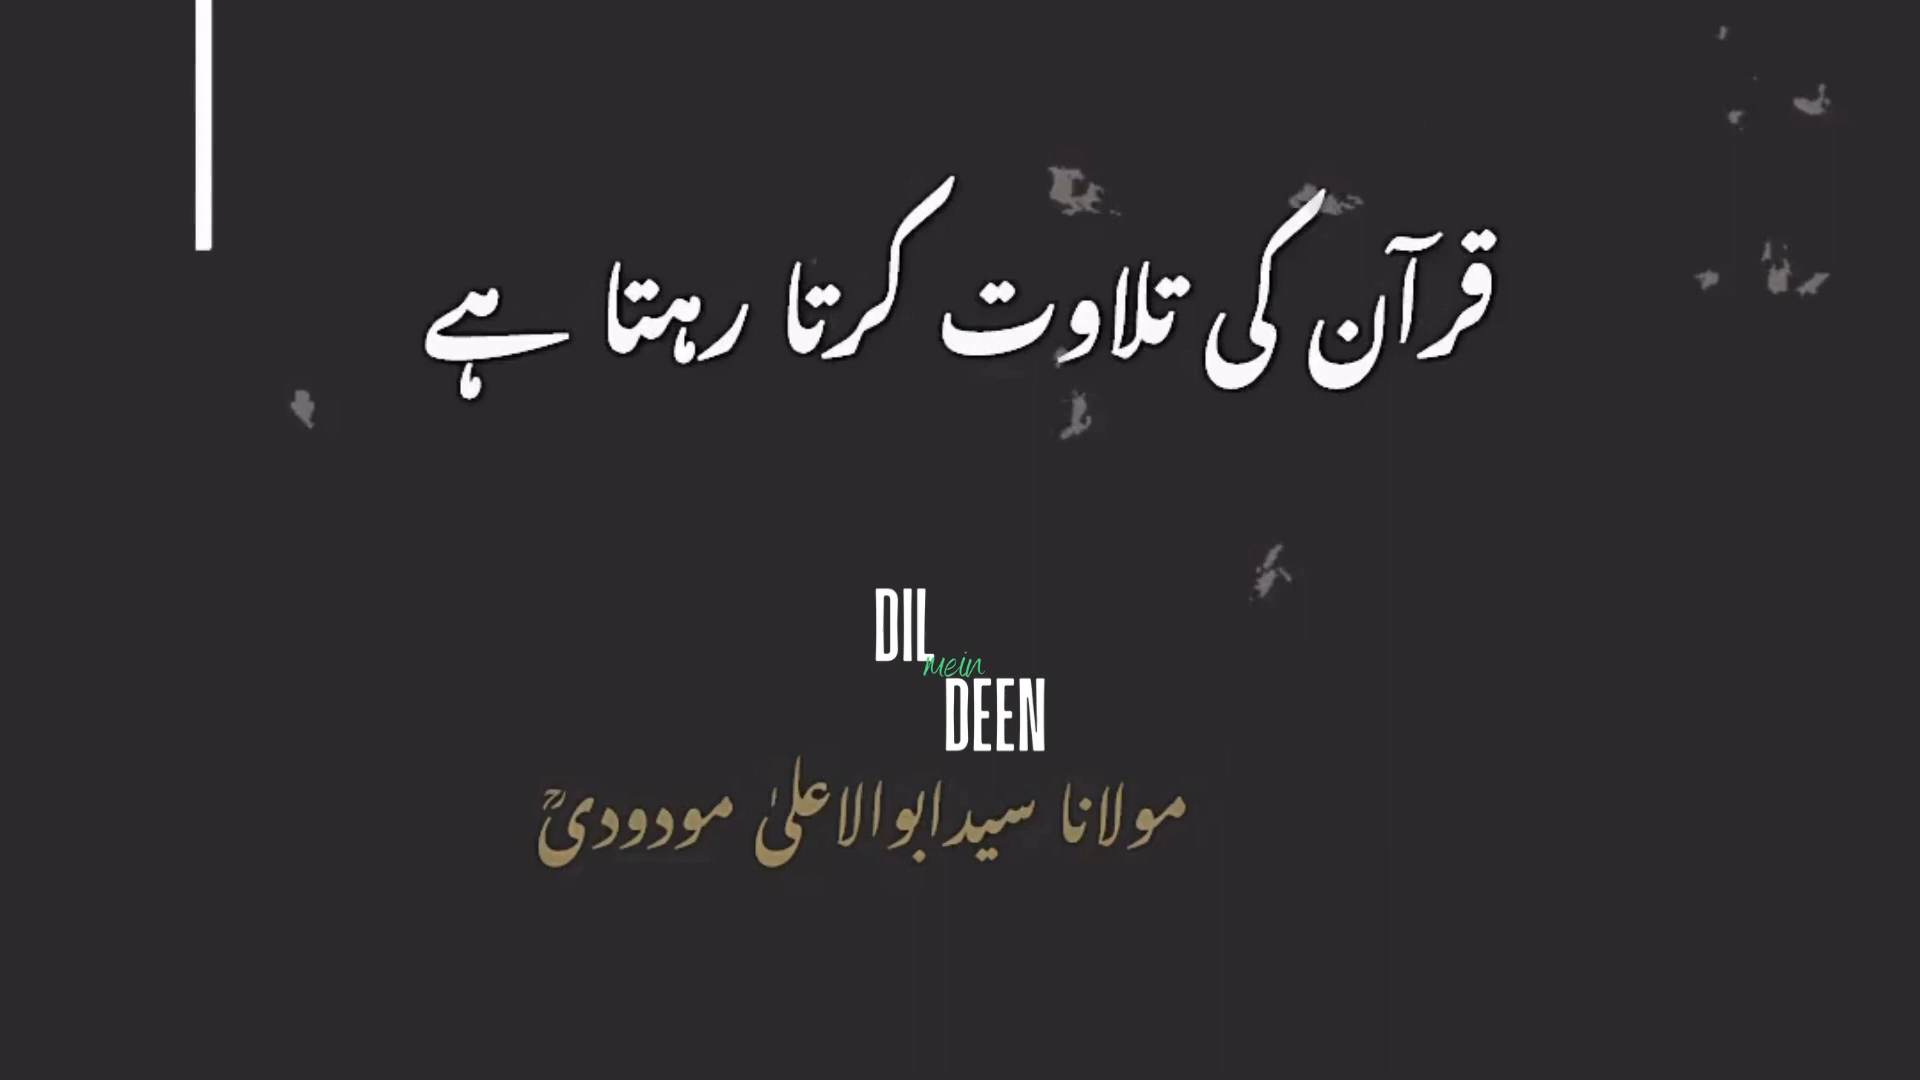 قرآن کی تلاوت کرتا رہتا ہے
DIL
mein
DEEN
مولانا سید ابوالاعلیٰ مودودیؒ